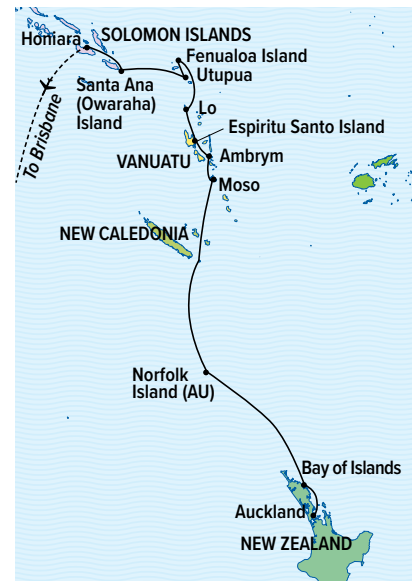 Honiara
SOLOMON ISLANDS
Fenualoa Island
Utupua
Santa Ana
(Owaraha)
Island
To Brisbane
Lo
Espiritu Santo Island
VANUATU
Ambrym
Moso
NEW CALEDONIA
Norfolk
Island (AU)
Bay of Islands
Auckland
NEW ZEALAND